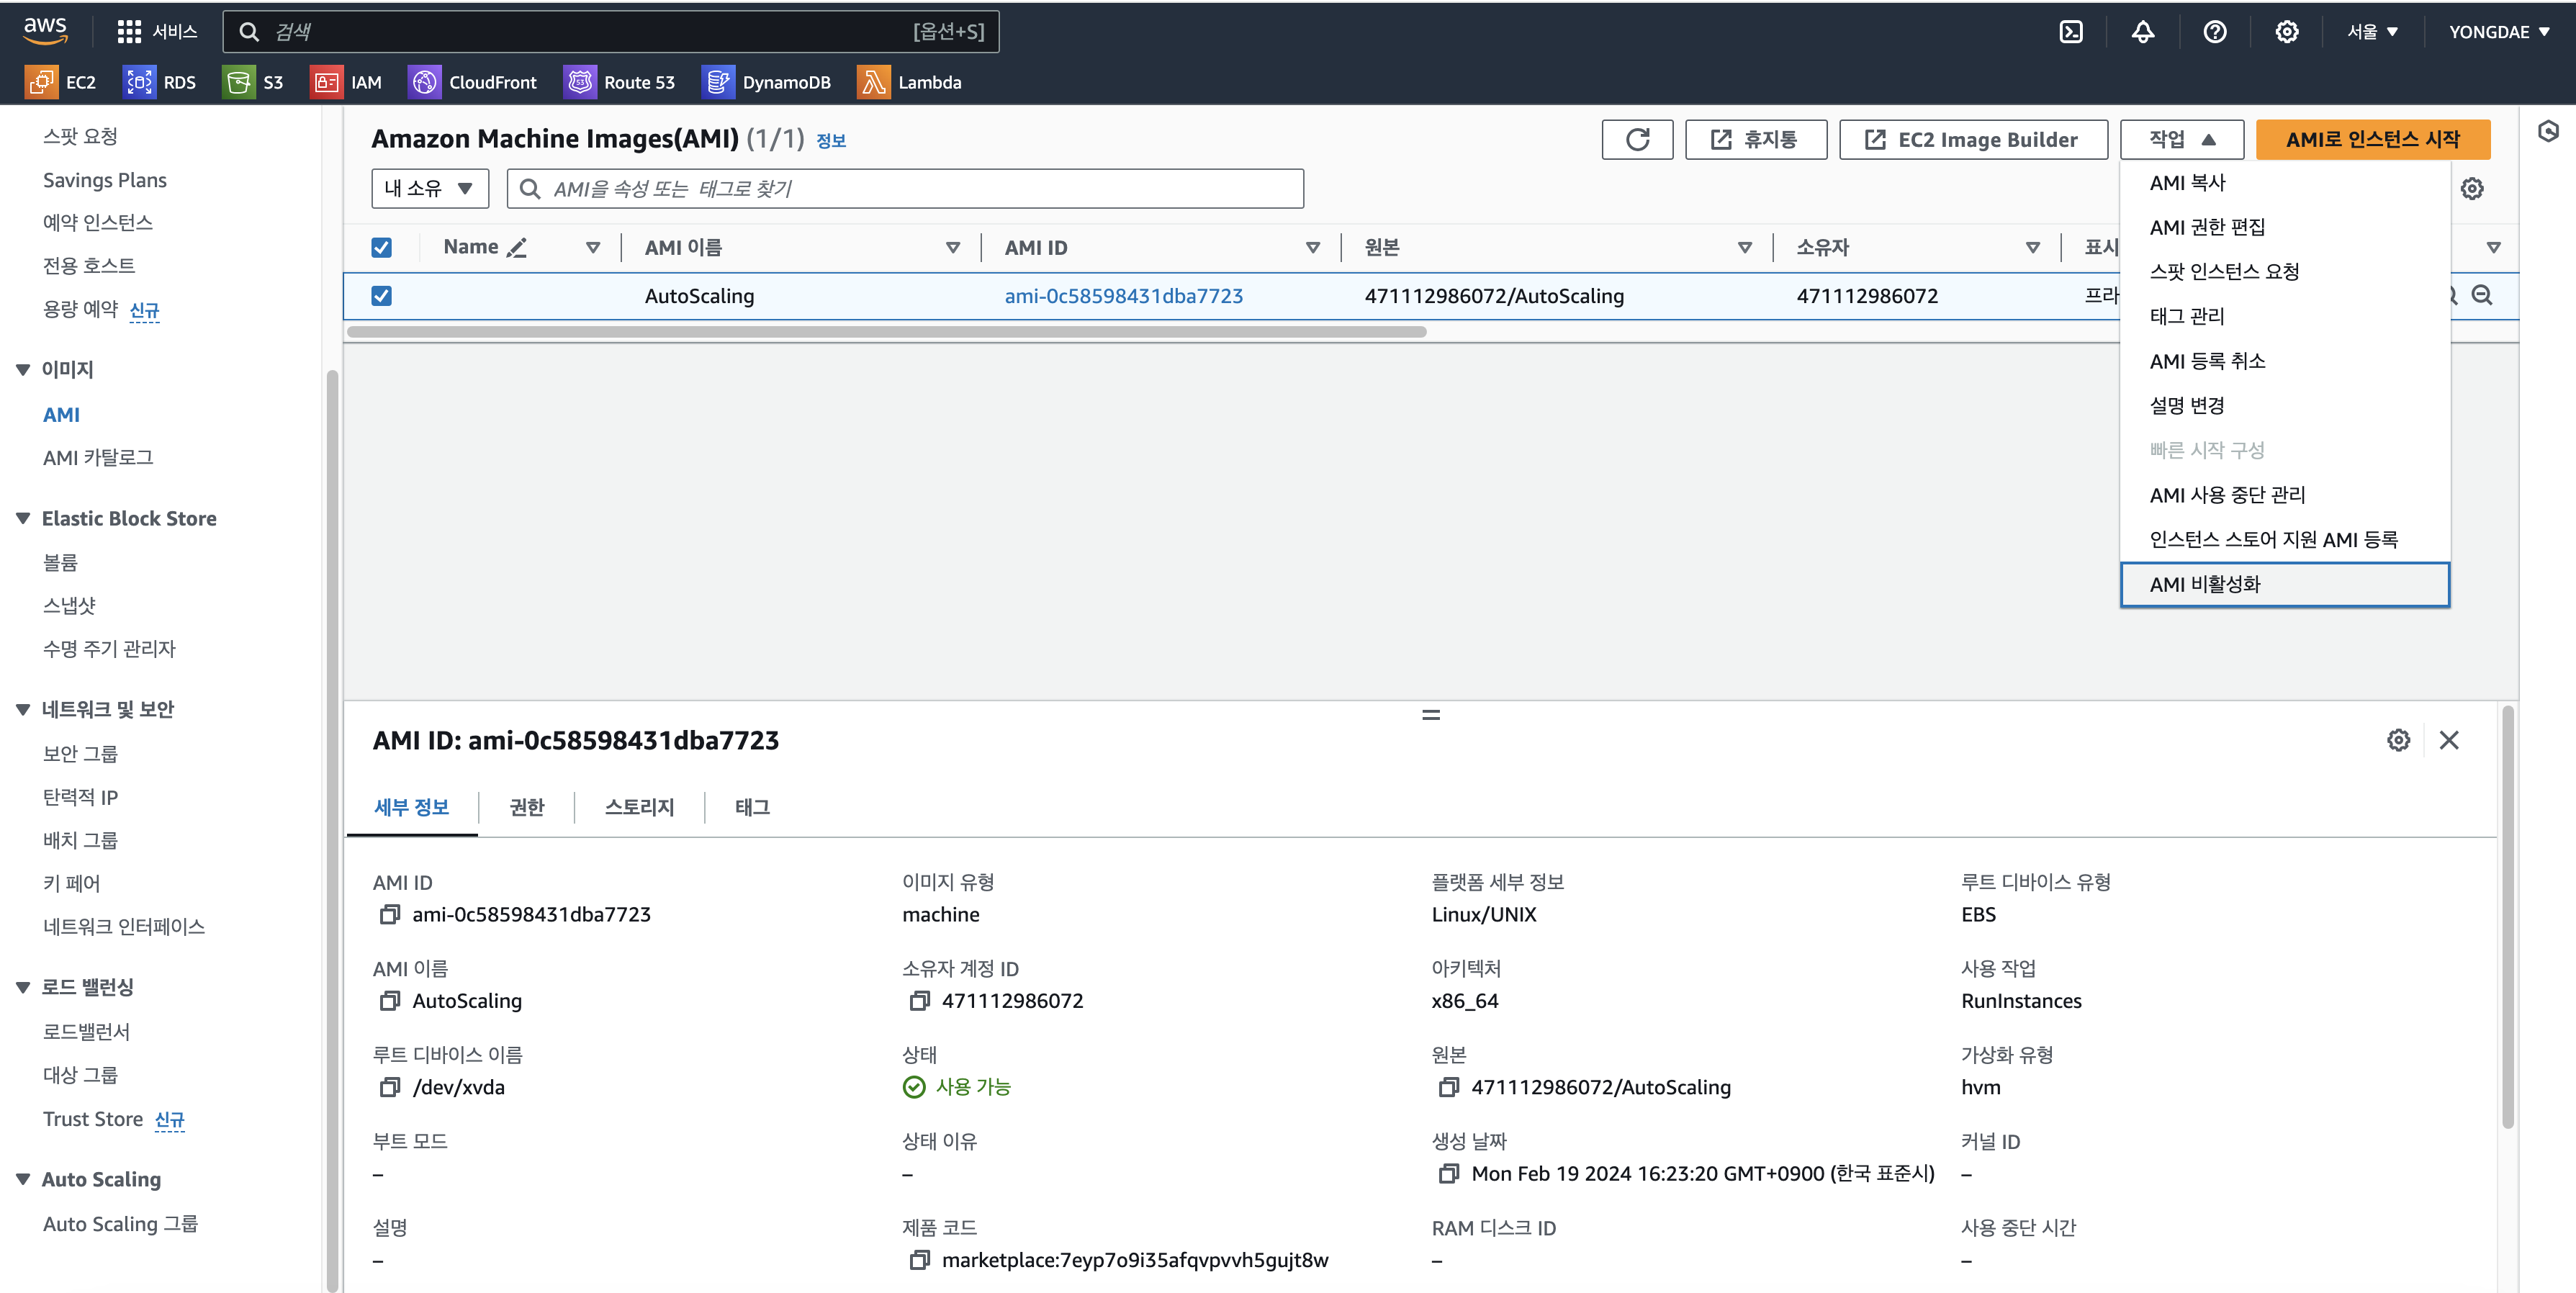 aws
서비스
검색
[옵션+S]
서울 ▼
YONGDAE ▼
EC2
RDS
S3
IAM
CloudFront
Route 53
DynamoDB
Lambda
스팟 요청
Savings Plans
예약 인스턴스
전용 호스트
용량 예약 신규
▼ 이미지
AMI
AMI 카탈로그
▼ Elastic Block Store
볼륨
스냅샷
수명 주기 관리자
▼ 네트워크 및 보안
보안 그룹
탄력적 IP
배치 그룹
키 페어
네트워크 인터페이스
▼ 로드 밸런싱
로드밸런서
대상 그룹
Trust Store 신규
▼ Auto Scaling
Auto Scaling 그룹
Amazon Machine Images(AMI) (1/1) 정보
휴지통
EC2 Image Builder
작업 ▲
AMI로 인스턴스 시작
내 소유 ▼
AMI을 속성 또는 태그로 찾기
Name
AMI 이름
AMI ID
원본
소유자
표시
AutoScaling
ami-0c58598431dba7723
471112986072/AutoScaling
471112986072
프라
AMI 복사
AMI 권한 편집
스팟 인스턴스 요청
태그 관리
AMI 등록 취소
설명 변경
빠른 시작 구성
AMI 사용 중단 관리
인스턴스 스토어 지원 AMI 등록
AMI 비활성화
AMI ID: ami-0c58598431dba7723
세부 정보
권한
스토리지
태그
AMI ID
ami-0c58598431dba7723
이미지 유형
machine
플랫폼 세부 정보
Linux/UNIX
루트 디바이스 유형
EBS
AMI 이름
AutoScaling
소유자 계정 ID
471112986072
아키텍처
x86_64
사용 작업
RunInstances
루트 디바이스 이름
/dev/xvda
상태
사용 가능
원본
471112986072/AutoScaling
가상화 유형
hvm
부트 모드
–
상태 이유
–
생성 날짜
Mon Feb 19 2024 16:23:20 GMT+0900 (한국 표준시)
커널 ID
–
설명
–
제품 코드
marketplace:7eyp7o9i35afqvpvvh5gujt8w
RAM 디스크 ID
–
사용 중단 시간
–